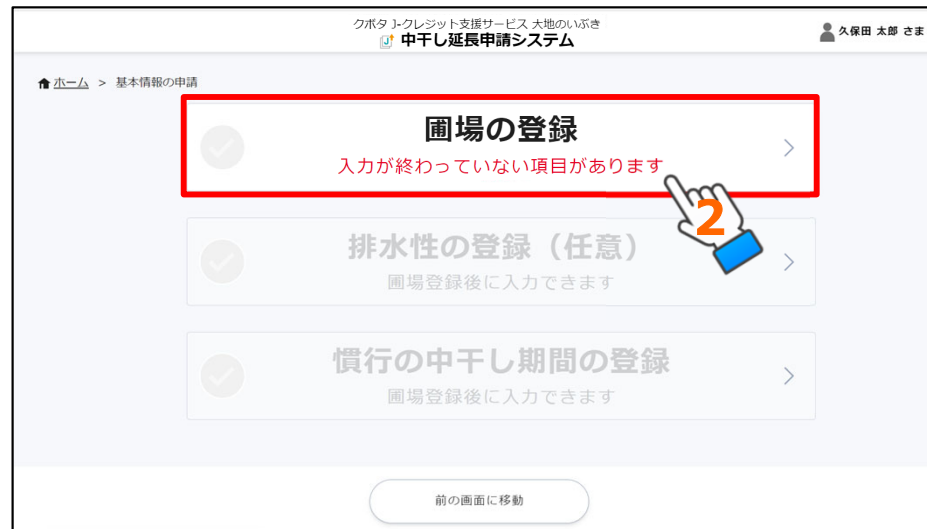 クボタ J-クレジット支援サービス 大地のいぶき
中干し延長申請システム
久保田 太郎 さま
ホーム > 基本情報の申請
圃場の登録
入力が終わっていない項目があります
2
排水性の登録（任意）
圃場登録後に入力できます
慣行の中干し期間の登録
圃場登録後に入力できます
前の画面に移動